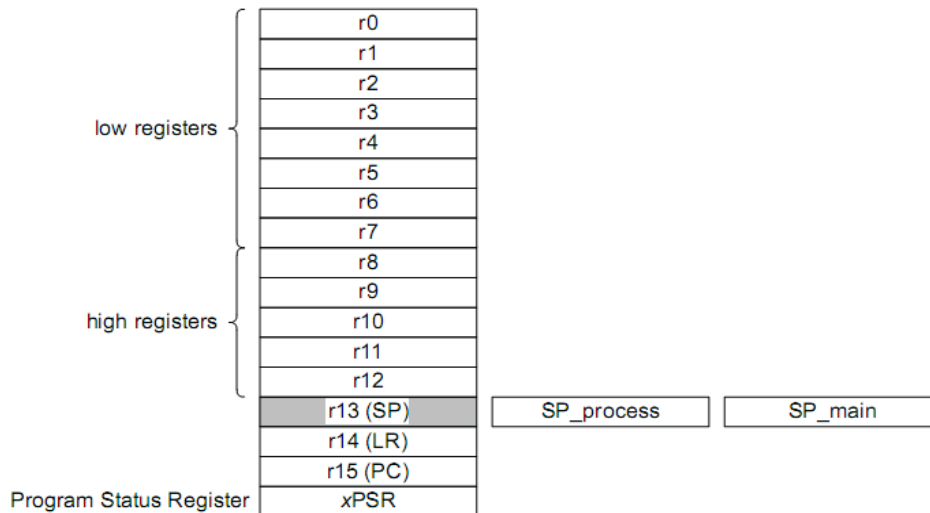 r0
r1
r2
r3
low registers
r4
r5
r6
r7
r8
r9
high registers
r10
r11
r12
r13 (SP)
SP_process
SP_main
r14 (LR)
r15 (PC)
Program Status Register
xPSR